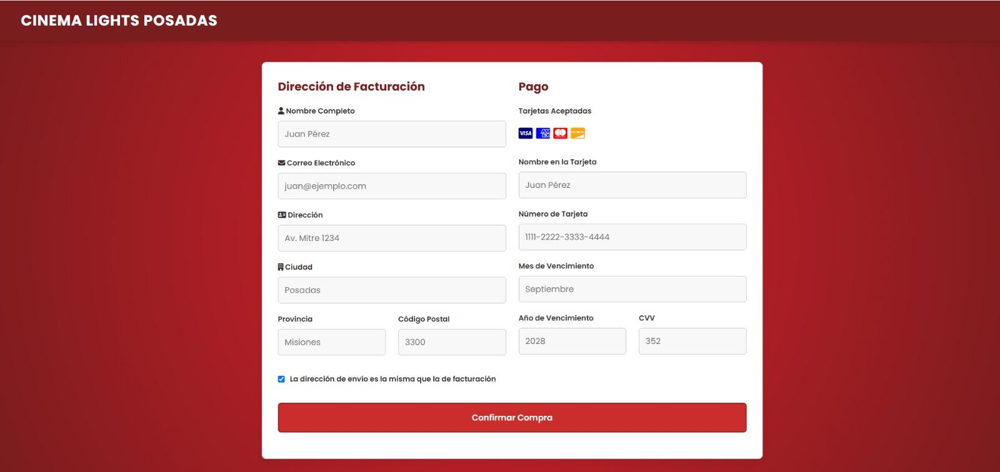 CINEMA LIGHTS POSADAS
Dirección de Facturación
Nombre Completo
Juan Pérez
Correo Electrónico
juan@ejemplo.com
Dirección
Av. Mitre 1234
Ciudad
Posadas
Provincia
Misiones
Código Postal
3300
Pago
Tarjetas Aceptadas
VISA AM EX
Nombre en la Tarjeta
Juan Pérez
Número de Tarjeta
1111-2222-3333-4444
Mes de Vencimiento
Septiembre
Año de Vencimiento
2028
CVV
352
La dirección de envío es la misma que la de facturación
Confirmar Compra